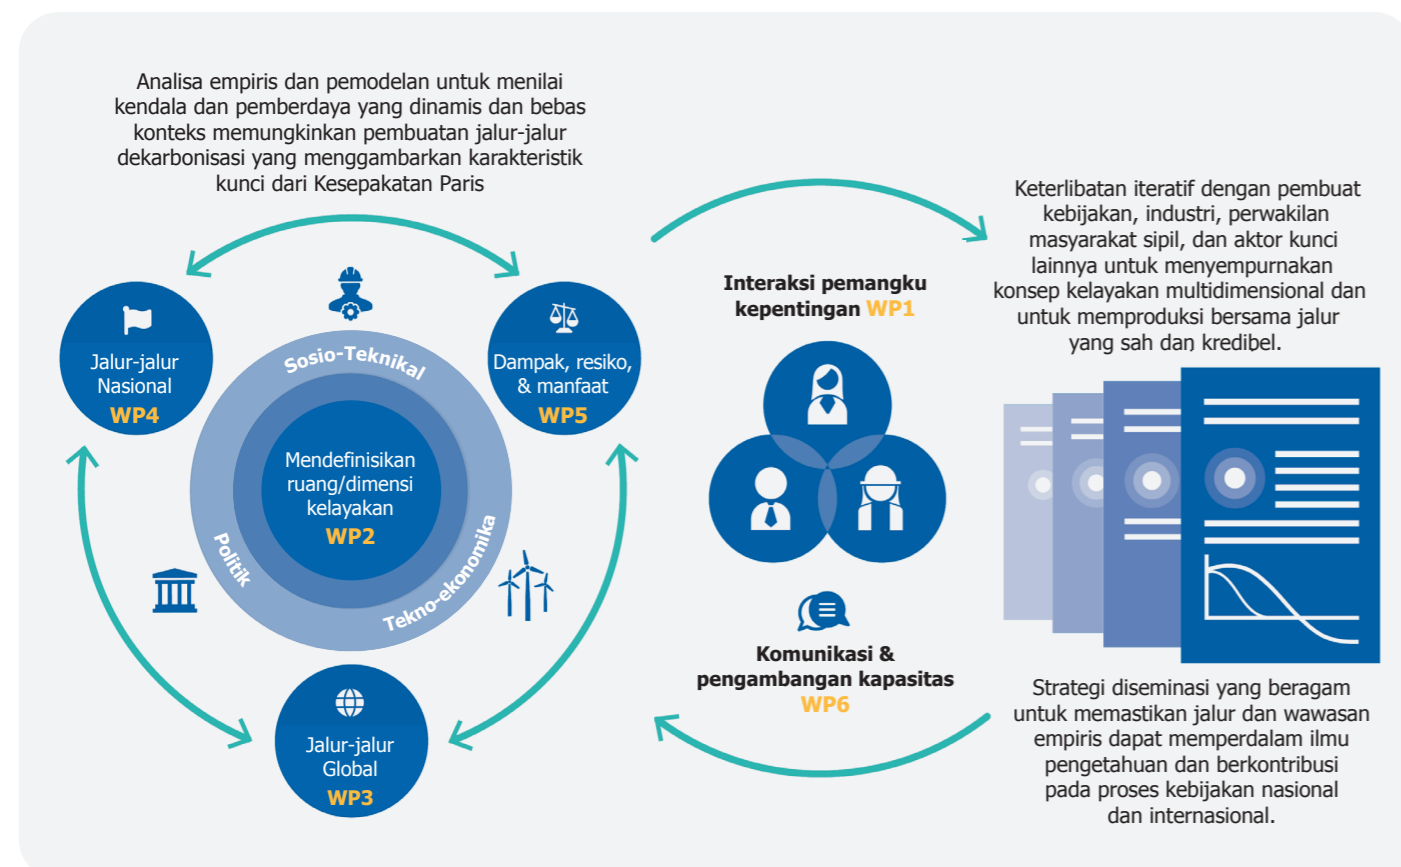 Analisa empiris dan pemodelan untuk menilai
kendala dan pemberdaya yang dinamis dan bebas
konteks memungkinkan pembuatan jalur-jalur
dekarbonisasi yang menggambarkan karakteristik
kunci dari Kesepakatan Paris
Jalur-jalur
Nasional
WP4
Sosio-Teknikal
Dampak, resiko,
& manfaat
WP5
Mendefinisikan
ruang/dimensi
kelayakan
WP2
Politik
Tekno-ekonomika
Jalur-jalur
Global
WP3
Interaksi pemangku
kepentingan WP1
Komunikasi &
pengambangan kapasitas
WP6
Keterlibatan iteratif dengan pembuat
kebijakan, industri, perwakilan
masyarakat sipil, dan aktor kunci
lainnya untuk menyempurnakan
konsep kelayakan multidimensional dan
untuk memproduksi bersama jalur
yang sah dan kredibel.
Strategi diseminasi yang beragam
untuk memastikan jalur dan wawasan
empiris dapat memperdalam ilmu
pengetahuan dan berkontribusi
pada proses kebijakan nasional
dan internasional.